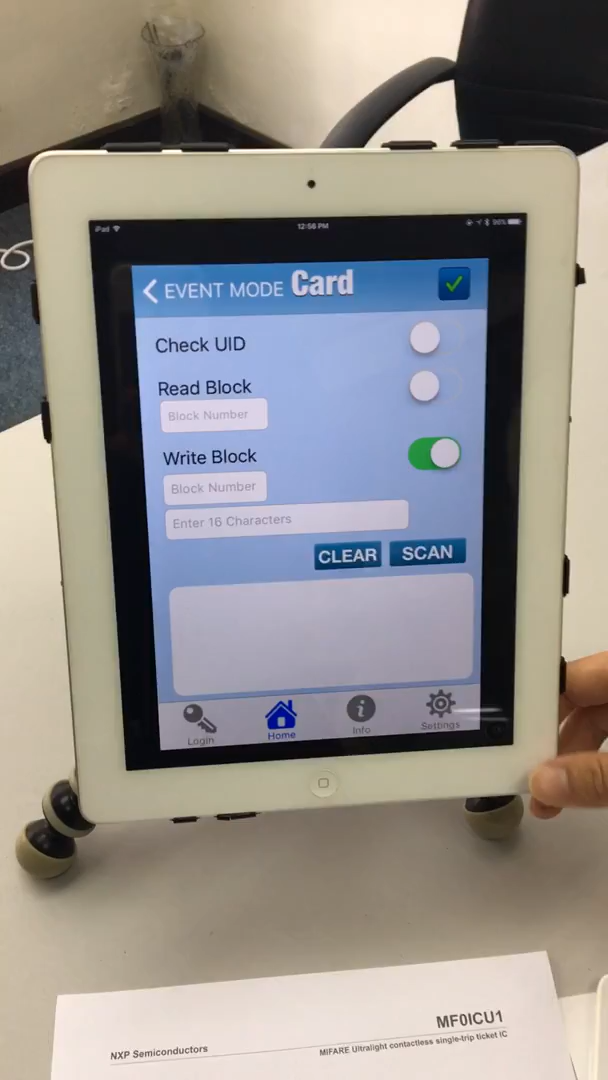 iPad 12:56 PM 96%
EVENT MODE Card
Check UID
Read Block
Block Number
Write Block
Block Number
Enter 16 Characters
CLEAR SCAN
Login Home Info Settings
MF0ICU1
NXP Semiconductors MIFARE Ultralight contactless single-trip ticket IC